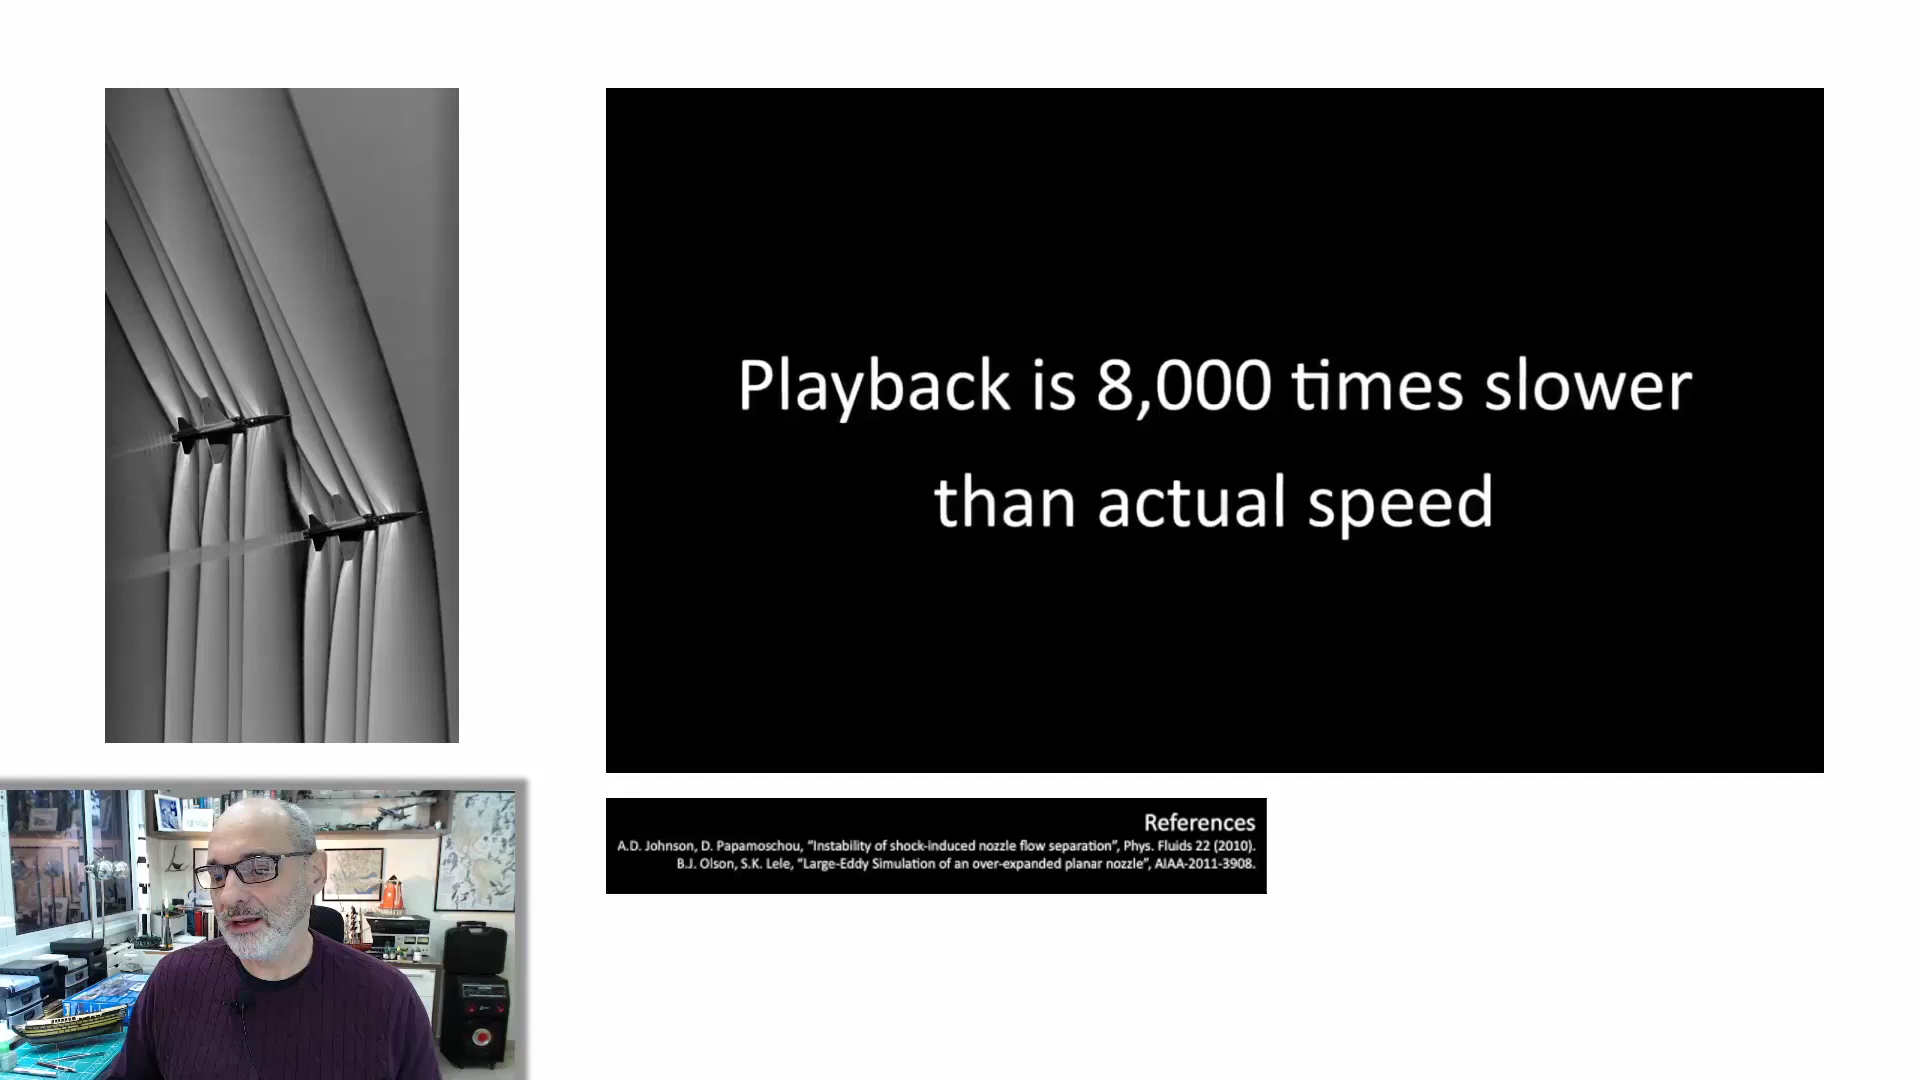 Playback is 8,000 times slower
than actual speed
References
A.D. Johnson, D. Papamoschou, “Instability of shock-induced nozzle flow separation”, Phys. Fluids 22 (2010).
B.J. Olson, S.K. Lele, “Large-Eddy Simulation of an over-expanded planar nozzle”, AIAA-2011-3908.